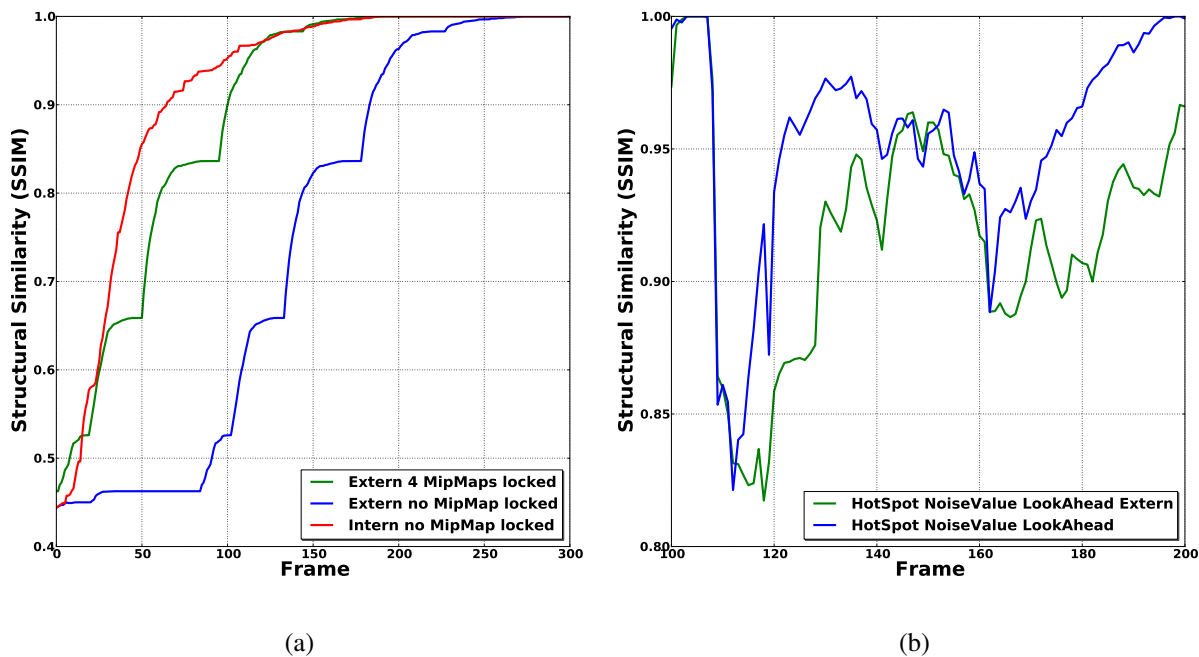 1.0
0.9
0.8
0.7
0.6
0.5
0.4
Structural Similarity (SSIM)
Extern 4 MipMaps locked
Extern no MipMap locked
Intern no MipMap locked
0 50 100 150 200 250 300
Frame
(a)
1.00
0.95
0.90
0.85
0.80
Structural Similarity (SSIM)
HotSpot NoiseValue LookAhead Extern
HotSpot NoiseValue LookAhead
100 120 140 160 180 200
Frame
(b)